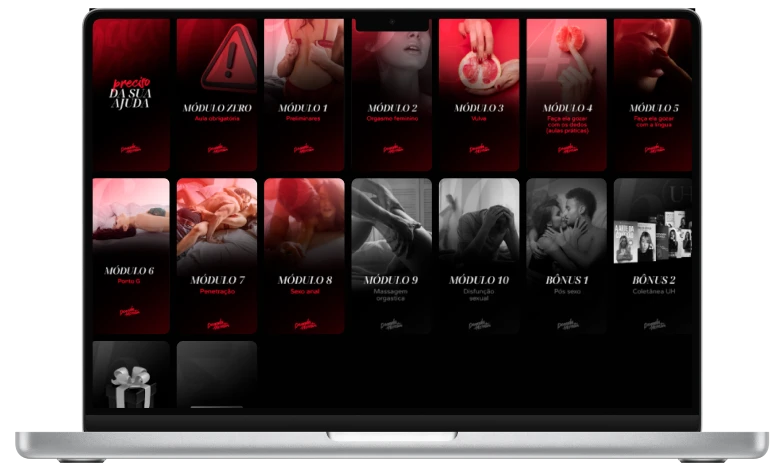 preciso
DA SUA
AJUDA
MÓDULO ZERO
Aula obrigatória
MÓDULO 1
Preliminares
MÓDULO 2
Orgasmo feminino
MÓDULO 3
Vulva
MÓDULO 4
Faça ela gozar
com os dedos
(aulas práticas)
MÓDULO 5
Faça ela gozar
com a língua
MÓDULO 6
Ponto G
MÓDULO 7
Penetração
MÓDULO 8
Sexo anal
MÓDULO 9
Massagem
orgástica
MÓDULO 10
Disfunção
sexual
BÔNUS 1
Pós sexo
BÔNUS 2
Coletânea UH